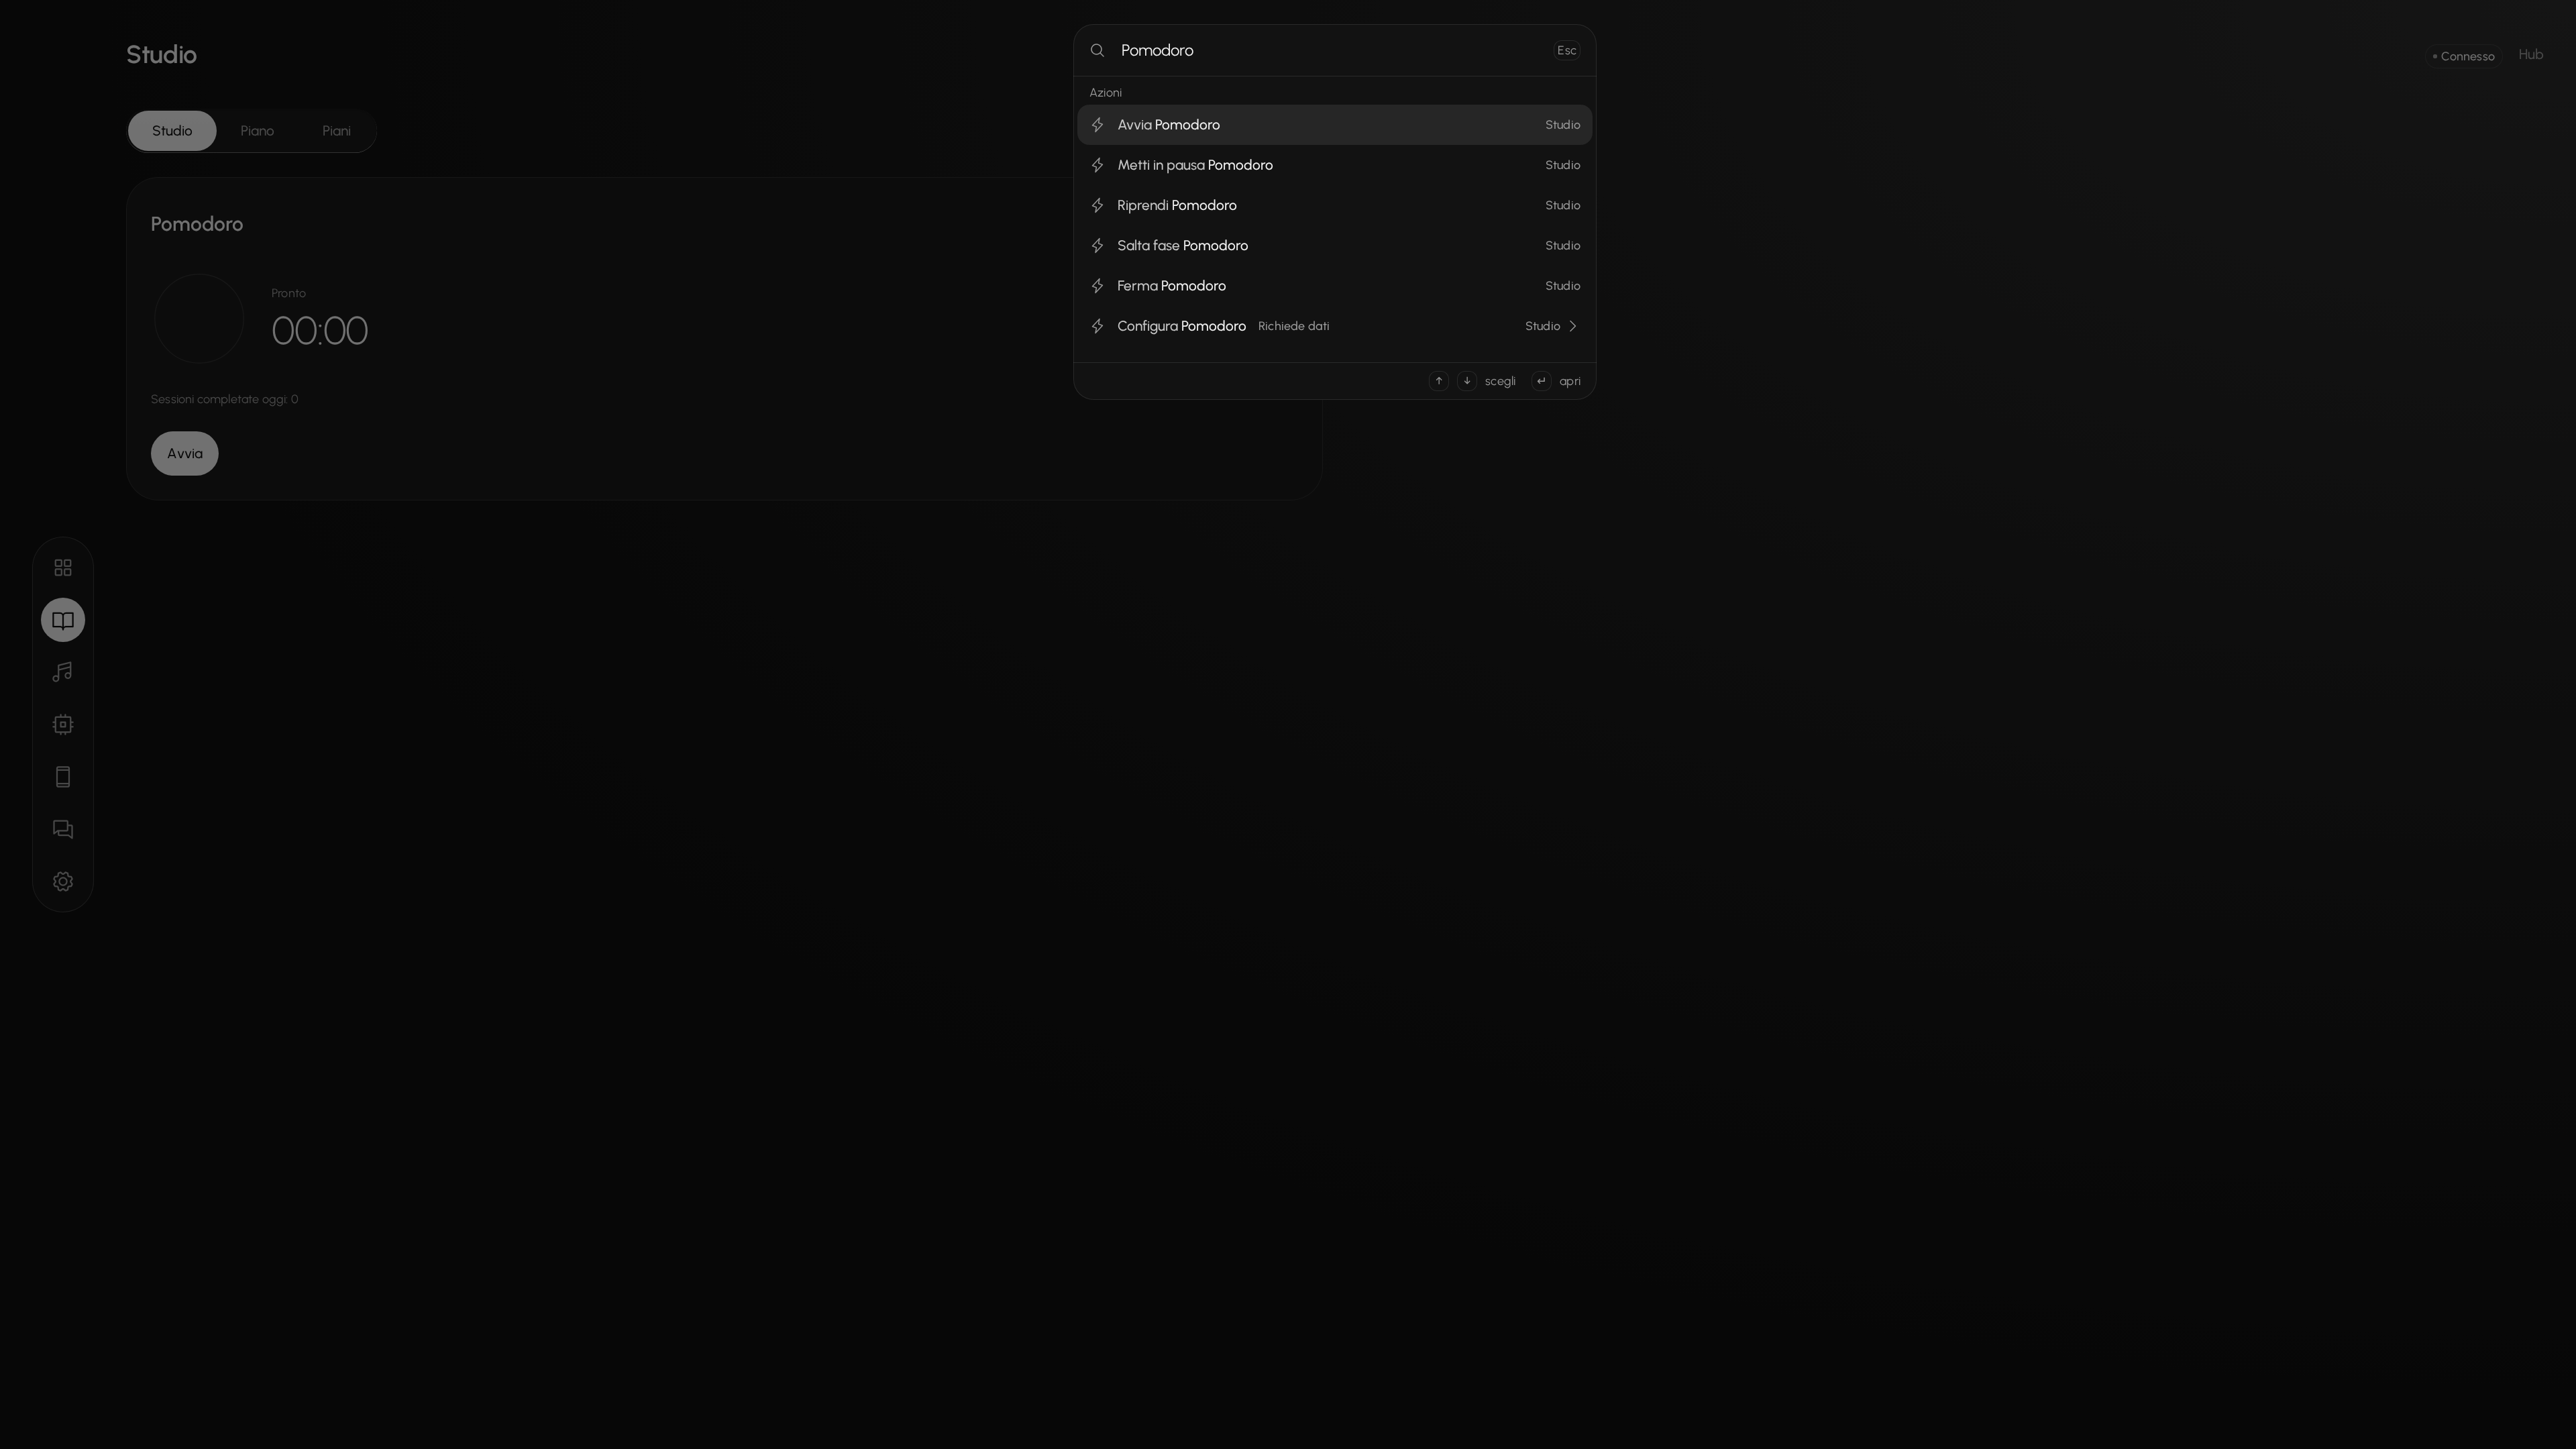 Studio
Connesso
Hub
Studio Piano Piani
Pomodoro
Pronto
00:00
Sessioni completate oggi: 0
Avvia
Pomodoro Esc
Azioni
Avvia Pomodoro Studio
Metti in pausa Pomodoro Studio
Riprendi Pomodoro Studio
Salta fase Pomodoro Studio
Ferma Pomodoro Studio
Configura Pomodoro Richiede dati Studio
↑ ↓ scegli ↵ apri